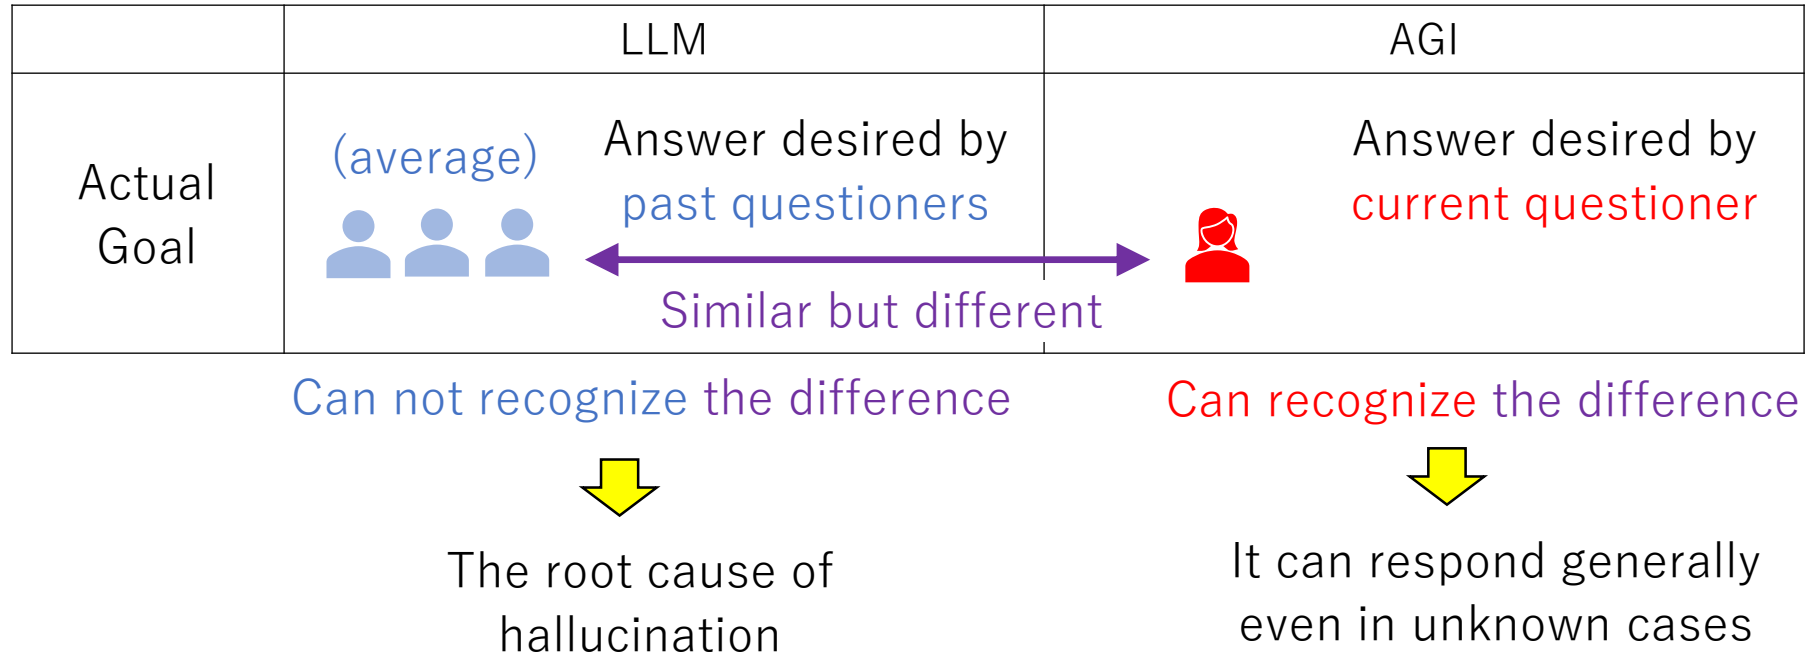 LLM
AGI
Actual
Goal
(average)
Answer desired by
past questioners
Answer desired by
current questioner
Similar but different
Can not recognize the difference
Can recognize the difference
The root cause of
hallucination
It can respond generally
even in unknown cases